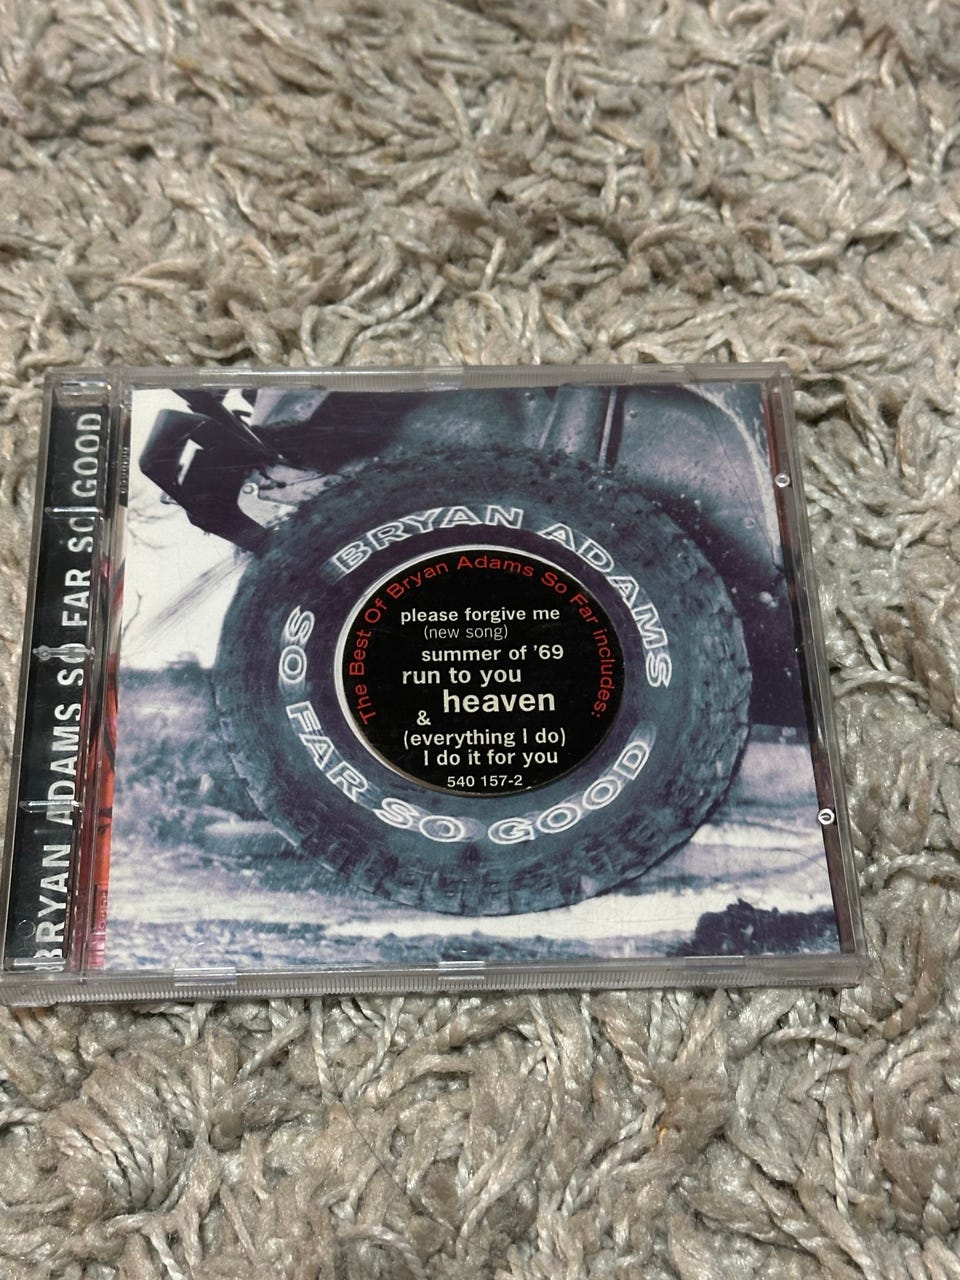 BRYAN ADAMS SO FAR SO GOOD
BRYAN ADAMS
SO FAR SO GOOD
The Best Of Bryan Adams So Far includes:
please forgive me
(new song)
summer of '69
run to you
heaven
&
(everything I do)
I do it for you
540 157-2